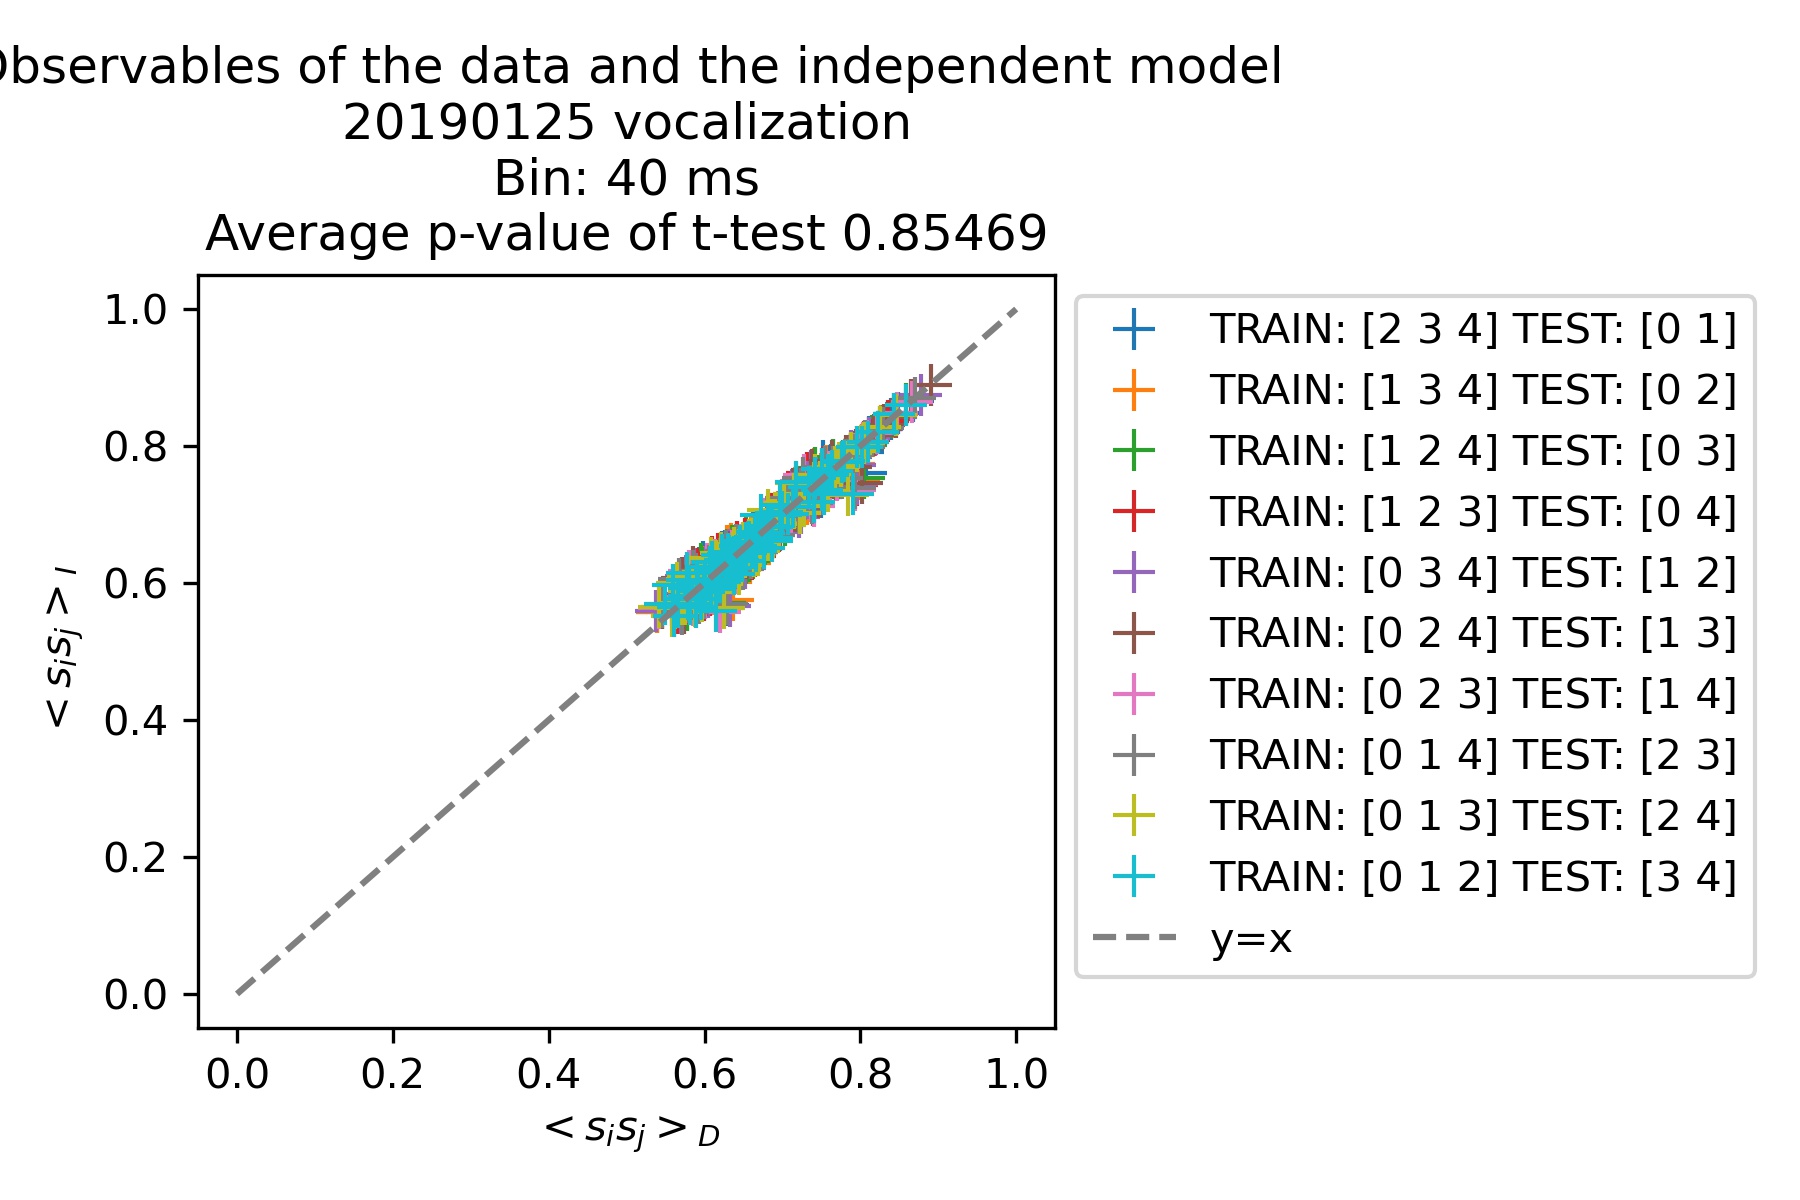 Observables of the data and the independent model
20190125 vocalization
Bin: 40 ms
Average p-value of t-test 0.85469
1.0
0.8
0.6
0.4
0.2
0.0
<s_i s_j>_I
0.0 0.2 0.4 0.6 0.8 1.0
<s_i s_j>_D
TRAIN: [2 3 4] TEST: [0 1]
TRAIN: [1 3 4] TEST: [0 2]
TRAIN: [1 2 4] TEST: [0 3]
TRAIN: [1 2 3] TEST: [0 4]
TRAIN: [0 3 4] TEST: [1 2]
TRAIN: [0 2 4] TEST: [1 3]
TRAIN: [0 2 3] TEST: [1 4]
TRAIN: [0 1 4] TEST: [2 3]
TRAIN: [0 1 3] TEST: [2 4]
TRAIN: [0 1 2] TEST: [3 4]
y=x